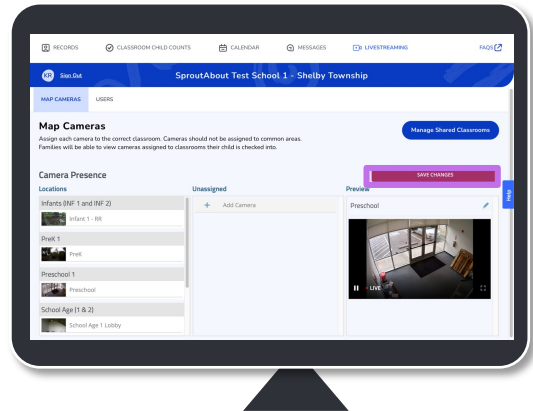 RECORDS
CLASSROOM CHILD COUNTS
CALENDAR
MESSAGES
LIVESTREAMING
FAQS
KR
Sign Out
SproutAbout Test School 1 - Shelby Township
MAP CAMERAS
USERS
Map Cameras
Assign each camera to the correct classroom. Cameras should not be assigned to common areas.
Families will be able to view cameras assigned to classrooms their child is checked into.
Manage Shared Classrooms
Camera Presence
SAVE CHANGES
Help
Locations
Unassigned
Preview
Infants (INF 1 and INF 2)
Infant 1 - RR
PreK 1
PreK
Preschool 1
Preschool
School Age (1 & 2)
School Age 1 Lobby
+ Add Camera
Preschool
LIVE